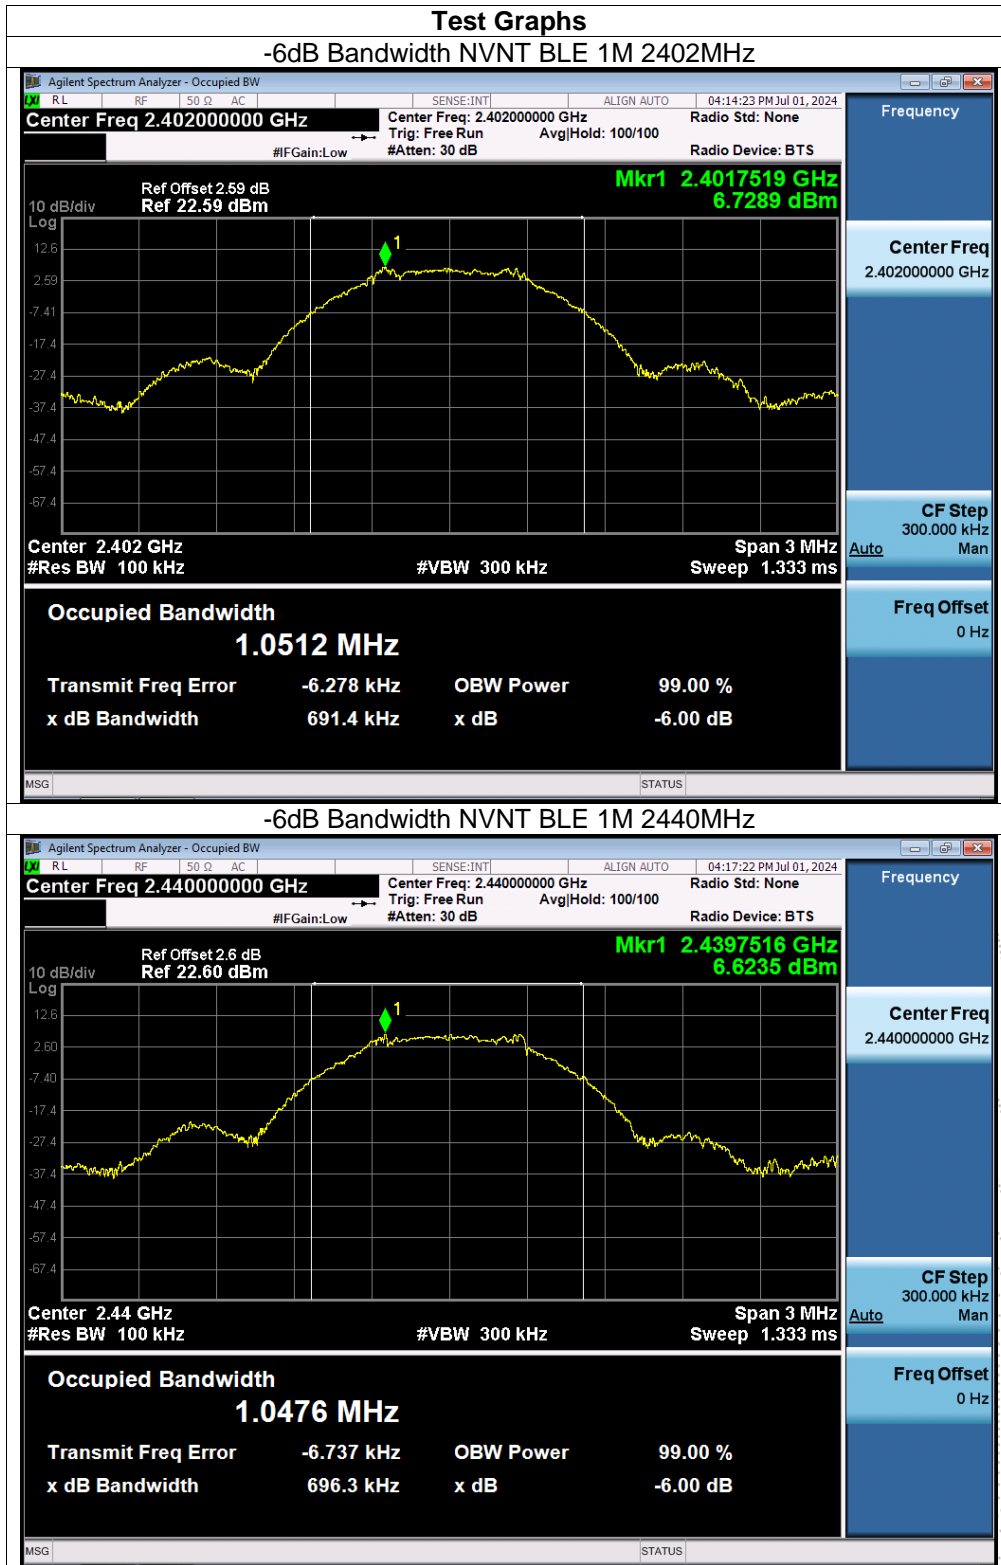 Test Graphs
-6dB Bandwidth NVNT BLE 1M 2402MHz
Agilent Spectrum Analyzer - Occupied BW
LXI RL RF 50 Ω AC SENSE:INT ALIGN AUTO 04:14:23 PM Jul 01, 2024
Center Freq 2.402000000 GHz
Center Freq: 2.402000000 GHz Radio Std: None
Trig: Free Run Avg|Hold: 100/100
#IFGain:Low #Atten: 30 dB Radio Device: BTS
Frequency
Mkr1 2.4017519 GHz
6.7289 dBm
Ref Offset 2.59 dB
10 dB/div Ref 22.59 dBm
Log
1
12.6
2.59
-7.41
-17.4
-27.4
-37.4
-47.4
-57.4
-67.4
Center 2.402 GHz Span 3 MHz
#Res BW 100 kHz #VBW 300 kHz Sweep 1.333 ms
Center Freq
2.402000000 GHz
CF Step
300.000 kHz
Auto Man
Freq Offset
0 Hz
Occupied Bandwidth
1.0512 MHz
Transmit Freq Error -6.278 kHz OBW Power 99.00 %
x dB Bandwidth 691.4 kHz x dB -6.00 dB
MSG STATUS
-6dB Bandwidth NVNT BLE 1M 2440MHz
Agilent Spectrum Analyzer - Occupied BW
LXI RL RF 50 Ω AC SENSE:INT ALIGN AUTO 04:17:22 PM Jul 01, 2024
Center Freq 2.440000000 GHz
Center Freq: 2.440000000 GHz Radio Std: None
Trig: Free Run Avg|Hold: 100/100
#IFGain:Low #Atten: 30 dB Radio Device: BTS
Frequency
Mkr1 2.4397516 GHz
6.6235 dBm
Ref Offset 2.6 dB
10 dB/div Ref 22.60 dBm
Log
1
12.6
2.60
-7.40
-17.4
-27.4
-37.4
-47.4
-57.4
-67.4
Center 2.44 GHz Span 3 MHz
#Res BW 100 kHz #VBW 300 kHz Sweep 1.333 ms
Center Freq
2.440000000 GHz
CF Step
300.000 kHz
Auto Man
Freq Offset
0 Hz
Occupied Bandwidth
1.0476 MHz
Transmit Freq Error -6.737 kHz OBW Power 99.00 %
x dB Bandwidth 696.3 kHz x dB -6.00 dB
MSG STATUS